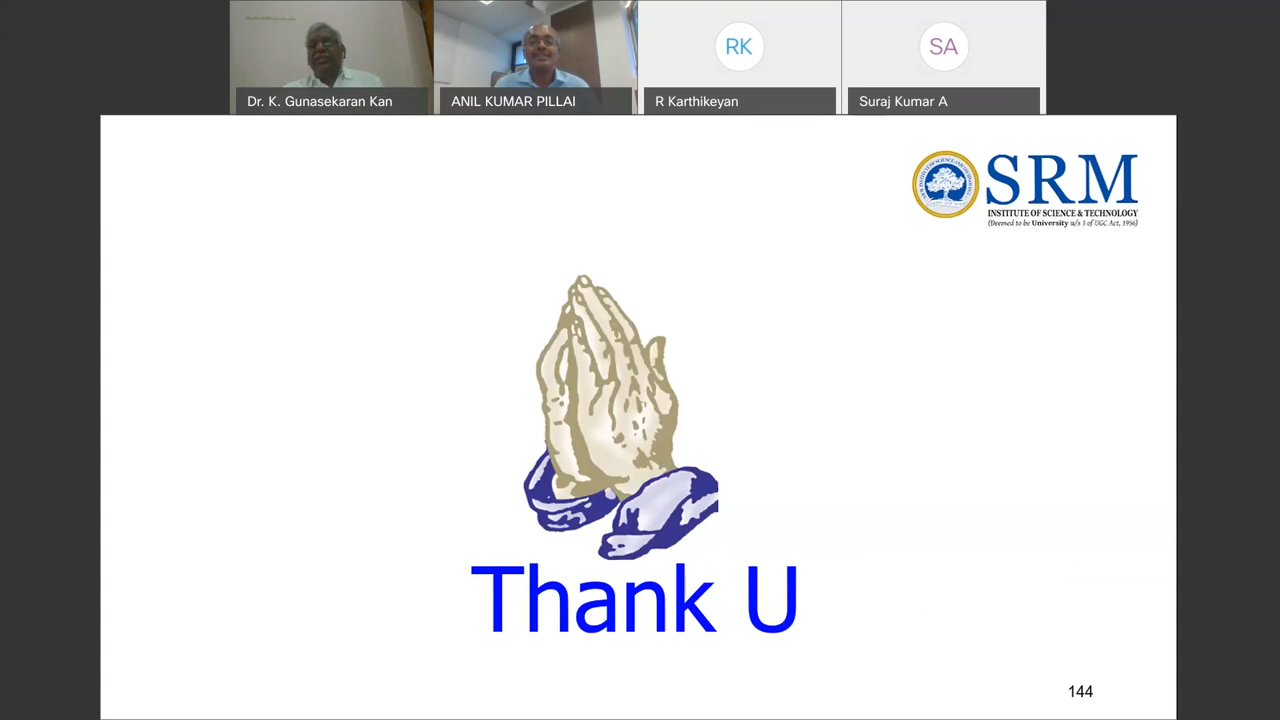 Dr. K. Gunasekaran Kan
ANIL KUMAR PILLAI
RK
R Karthikeyan
SA
Suraj Kumar A
SRM
INSTITUTE OF SCIENCE & TECHNOLOGY
(Deemed to be University u/s 3 of UGC Act, 1956)
Thank U
144